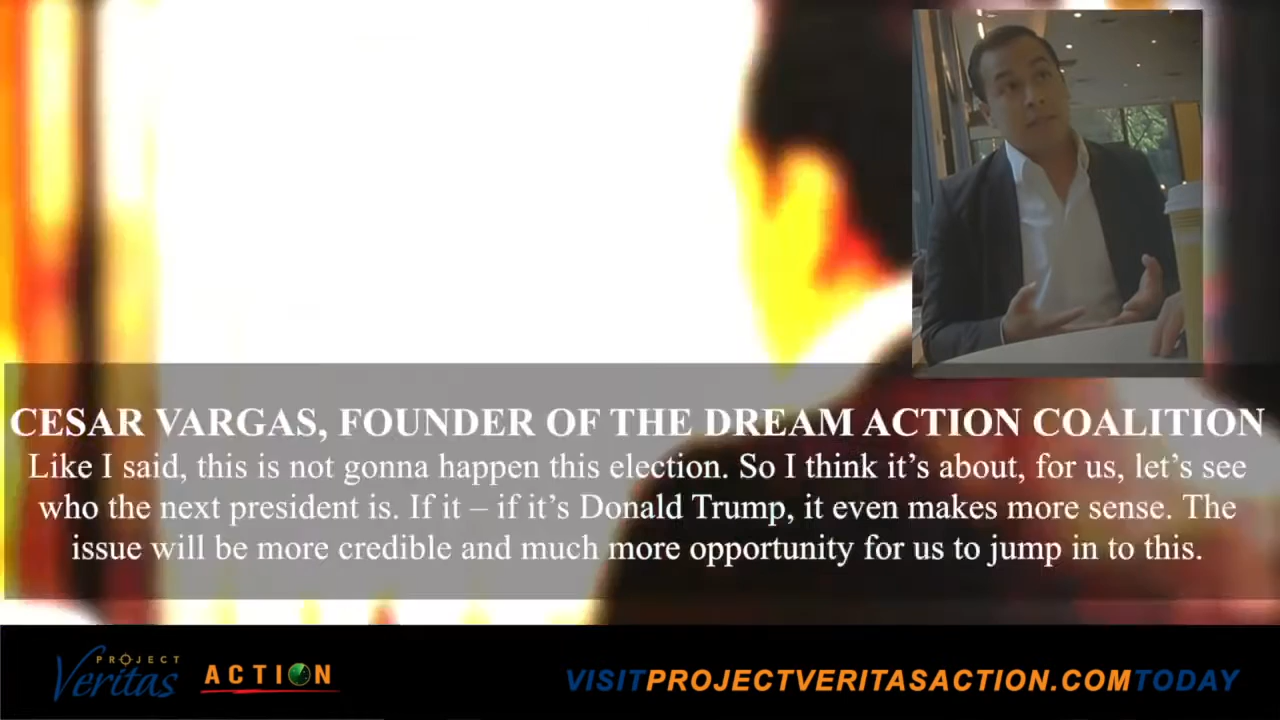 CESAR VARGAS, FOUNDER OF THE DREAM ACTION COALITION
Like I said, this is not gonna happen this election. So I think it’s about, for us, let’s see
who the next president is. If it – if it’s Donald Trump, it even makes more sense. The
issue will be more credible and much more opportunity for us to jump in to this.
PROJECT
Veritas ACTION
VISITPROJECTVERITASACTION.COMTODAY